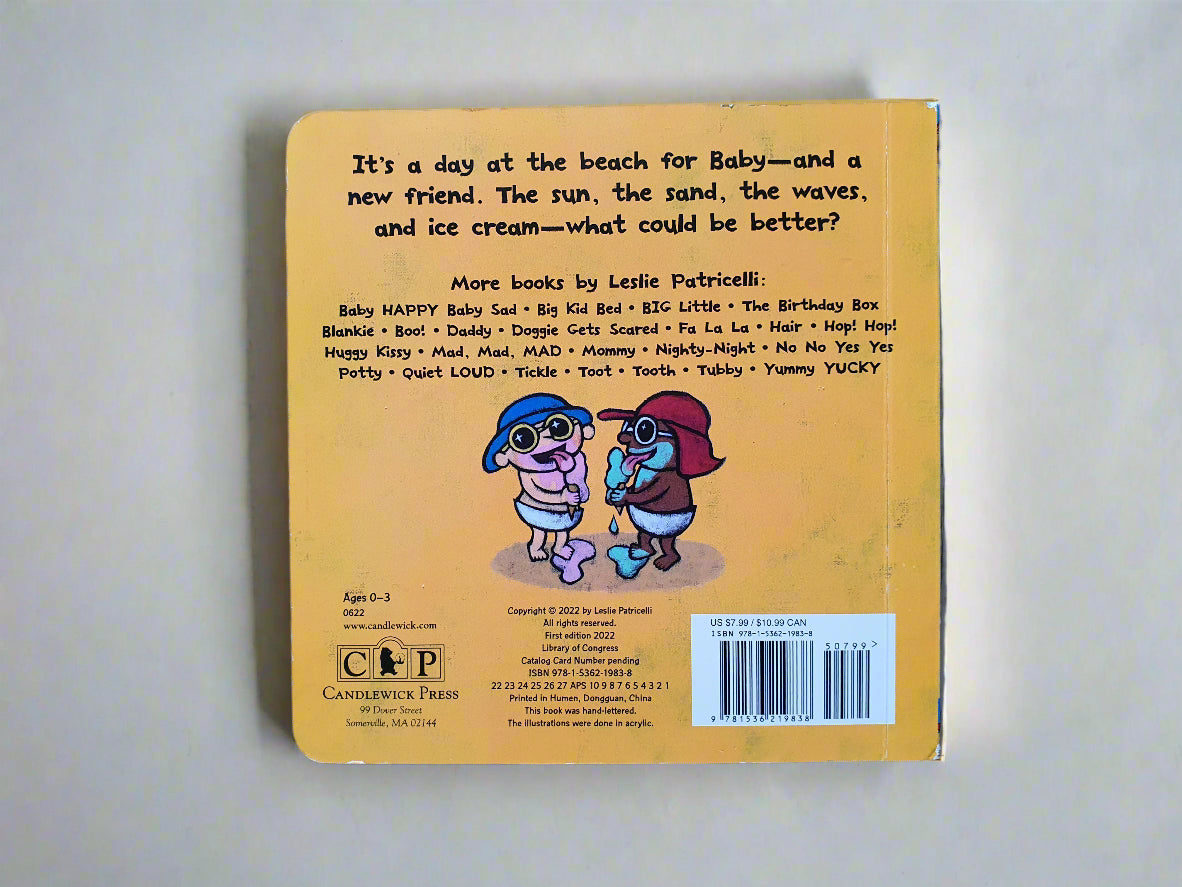 It's a day at the beach for Baby—and a
new friend. The sun, the sand, the waves,
and ice cream—what could be better?
More books by Leslie Patricelli:
Baby HAPPY Baby Sad • Big Kid Bed • BIG Little • The Birthday Box
Blankie • Boo! • Daddy • Doggie Gets Scared • Fa La La • Hair • Hop! Hop!
Huggy Kissy • Mad, Mad, MAD • Mommy • Nighty-Night • No No Yes Yes
Potty • Quiet LOUD • Tickle • Toot • Tooth • Tubby • Yummy YUCKY
Ages 0–3
0622
www.candlewick.com
C P
CANDLEWICK PRESS
99 Dover Street
Somerville, MA 02144
Copyright © 2022 by Leslie Patricelli
All rights reserved.
First edition 2022
Library of Congress
Catalog Card Number pending
ISBN 978-1-5362-1983-8
22 23 24 25 26 27 APS 10 9 8 7 6 5 4 3 2 1
Printed in Humen, Dongguan, China
This book was hand-lettered.
The illustrations were done in acrylic.
US $7.99 / $10.99 CAN
ISBN 978-1-5362-1983-8
50799>
9 781536 219838